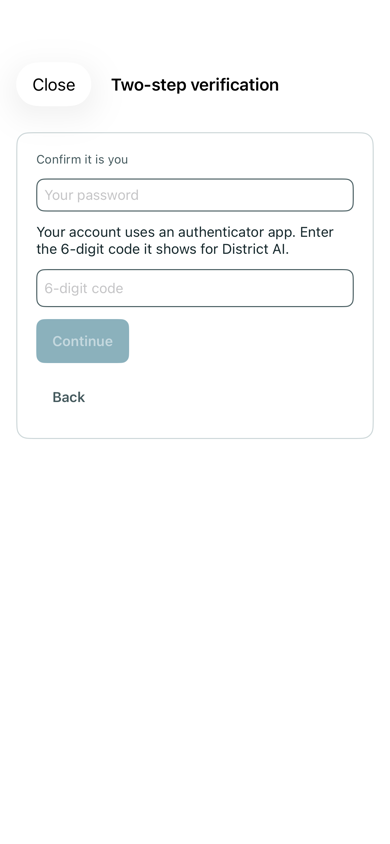 Close
Two-step verification
Confirm it is you
Your password
Your account uses an authenticator app. Enter
the 6-digit code it shows for District AI.
6-digit code
Continue
Back